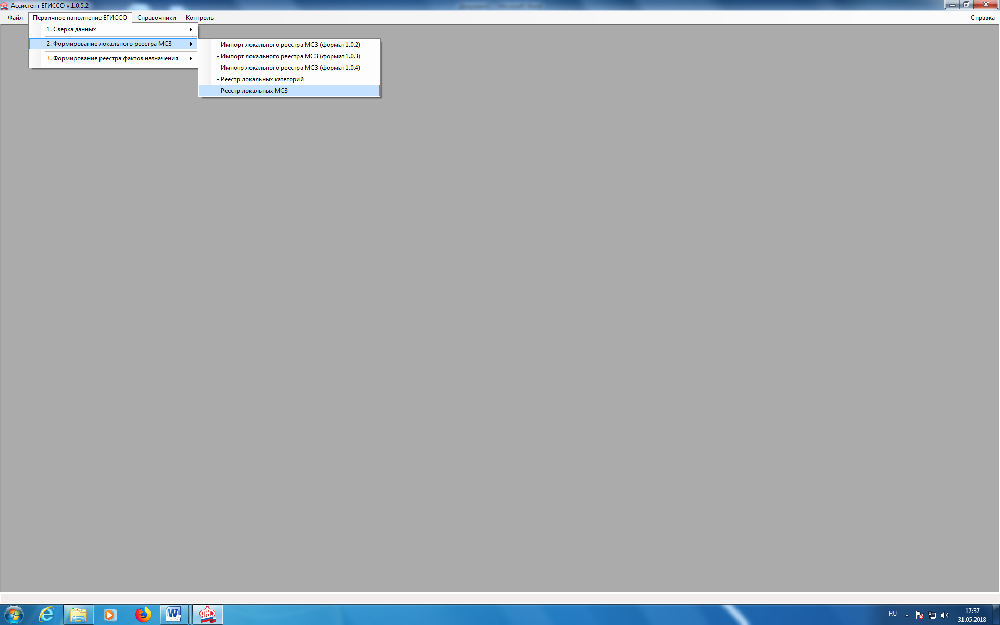 Ассистент ЕГИССО v.1.0.5.2
Файл Первичное наполнение ЕГИССО Справочники Контроль Справка
1. Сверка данных
2. Формирование локального реестра МСЗ
3. Формирование реестра фактов назначения
- Импорт локального реестра МСЗ (формат 1.0.2)
- Импорт локального реестра МСЗ (формат 1.0.3)
- Импотр локального реестра МСЗ (формат 1.0.4)
- Реестр локальных категорий
- Реестр локальных МСЗ
RU
17:37
31.05.2018